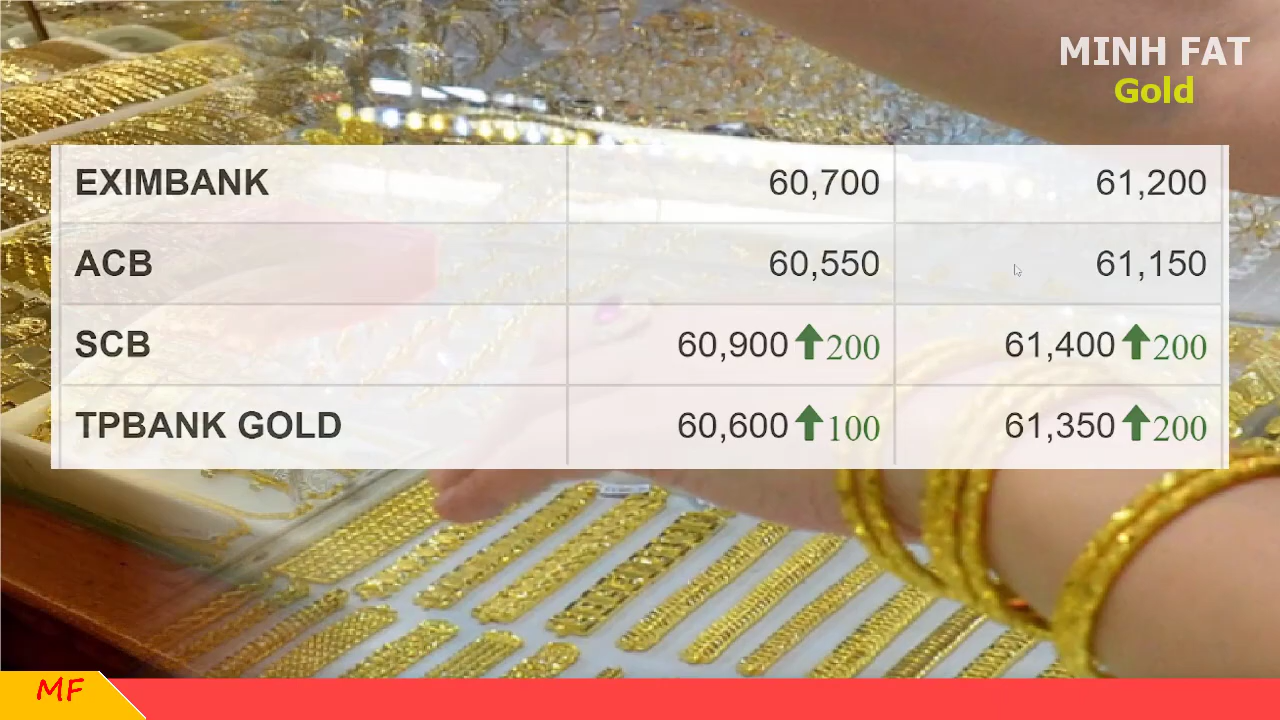 MINH FAT
Gold
EXIMBANK 60,700 61,200
ACB 60,550 61,150
SCB 60,900 200 61,400 200
TPBANK GOLD 60,600 100 61,350 200
MF